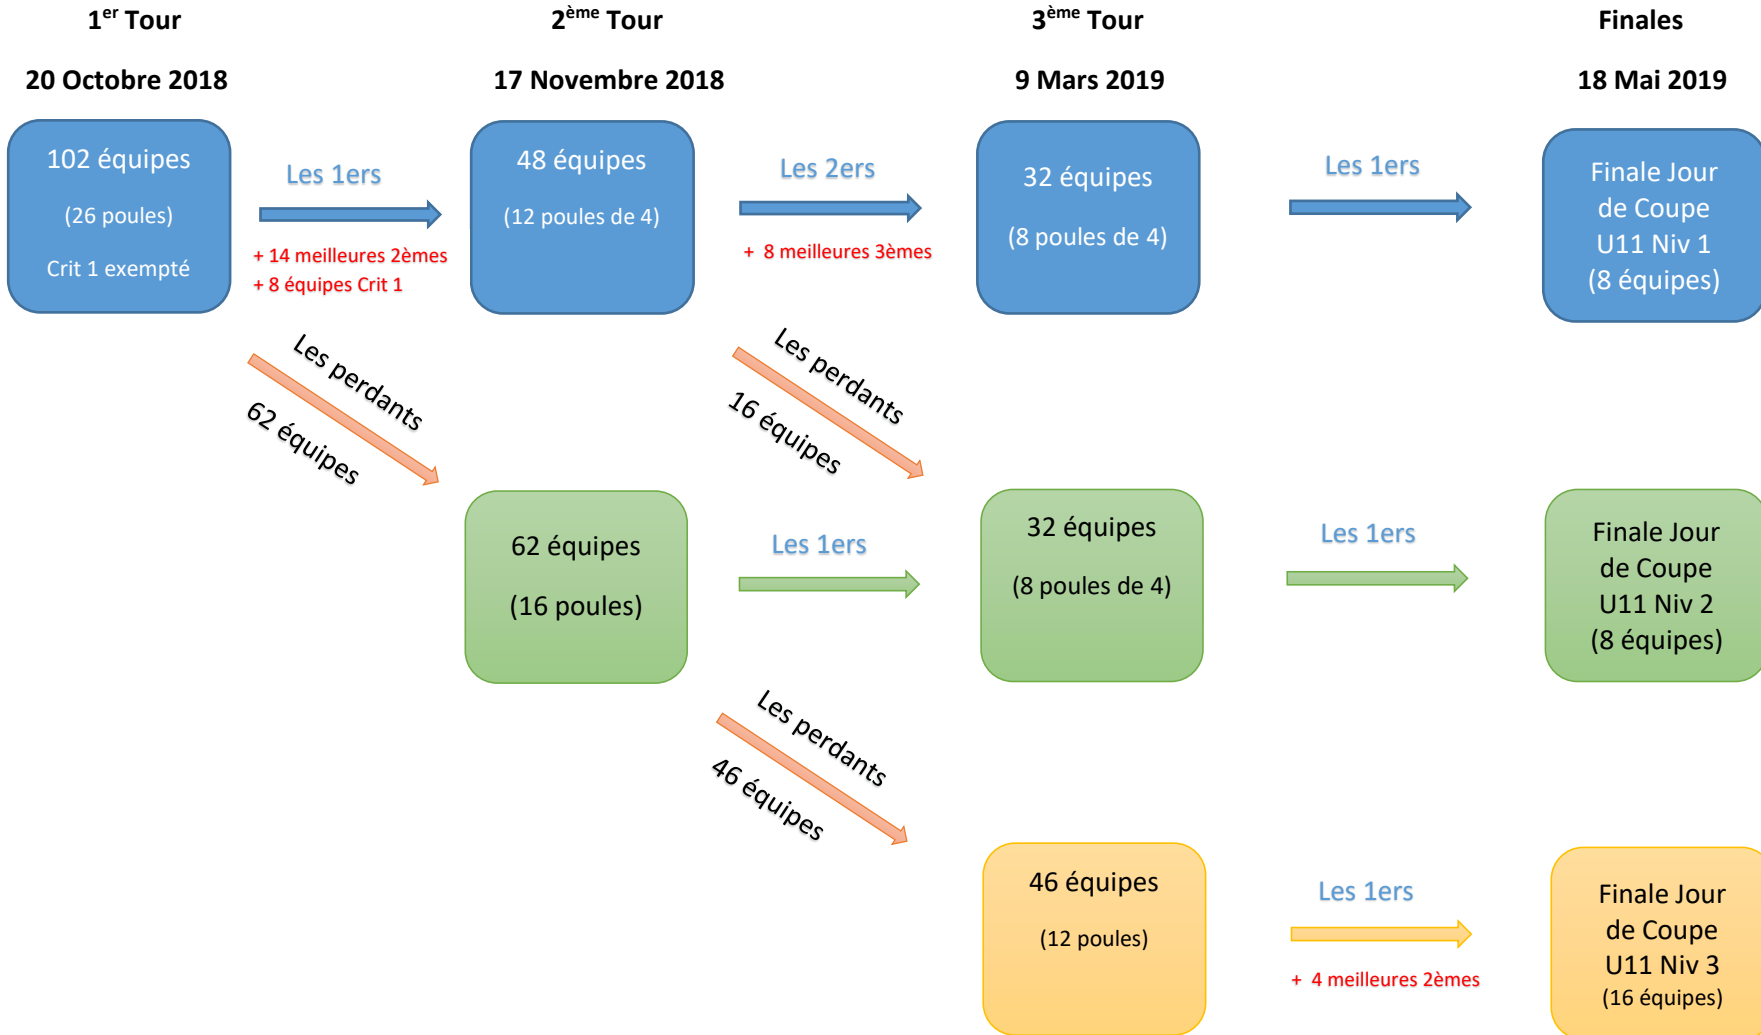 1er Tour
2ème Tour
3ème Tour
Finales
20 Octobre 2018
17 Novembre 2018
9 Mars 2019
18 Mai 2019
102 équipes
(26 poules)
Crit 1 exempté
Les 1ers
+ 14 meilleures 2èmes
+ 8 équipes Crit 1
48 équipes
(12 poules de 4)
Les 2ers
+ 8 meilleures 3èmes
32 équipes
(8 poules de 4)
Les 1ers
Finale Jour
de Coupe
U11 Niv 1
(8 équipes)
Les perdants
62 équipes
Les perdants
16 équipes
62 équipes
(16 poules)
Les 1ers
32 équipes
(8 poules de 4)
Les 1ers
Finale Jour
de Coupe
U11 Niv 2
(8 équipes)
Les perdants
46 équipes
46 équipes
(12 poules)
Les 1ers
+ 4 meilleures 2èmes
Finale Jour
de Coupe
U11 Niv 3
(16 équipes)